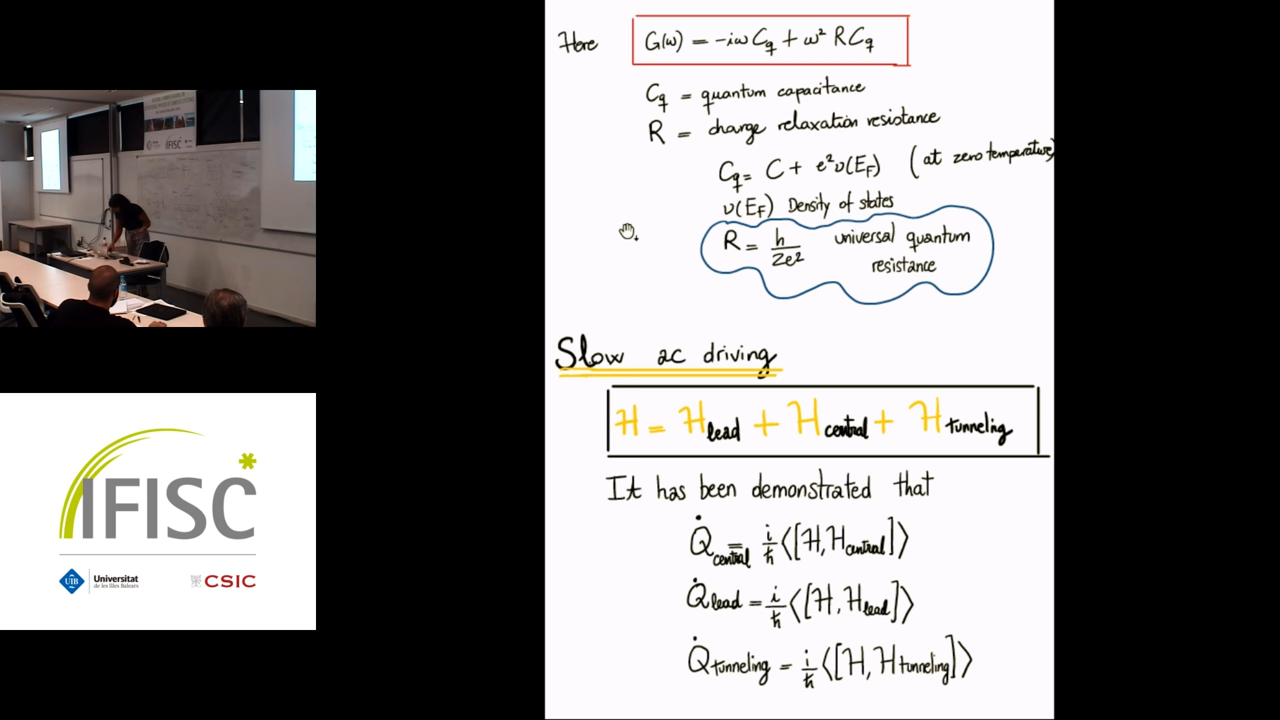 IFISC
IFISC
Universitat
de les Illes Balears
CSIC
UIB
Here G(ω) = -iω Cq + ω² R Cq
Cq = quantum capacitance
R = charge relaxation resistance
Cq = C + e²ν(EF) (at zero temperature)
ν(EF) Density of states
R = h/2e² universal quantum
resistance
Slow ac driving
H = Hlead + Hcentral + Htunneling
It has been demonstrated that
Q̇central = i/ħ ⟨[H, Hcentral]⟩
Q̇lead = i/ħ ⟨[H, Hlead]⟩
Q̇tunneling = i/ħ ⟨[H, Htunneling]⟩